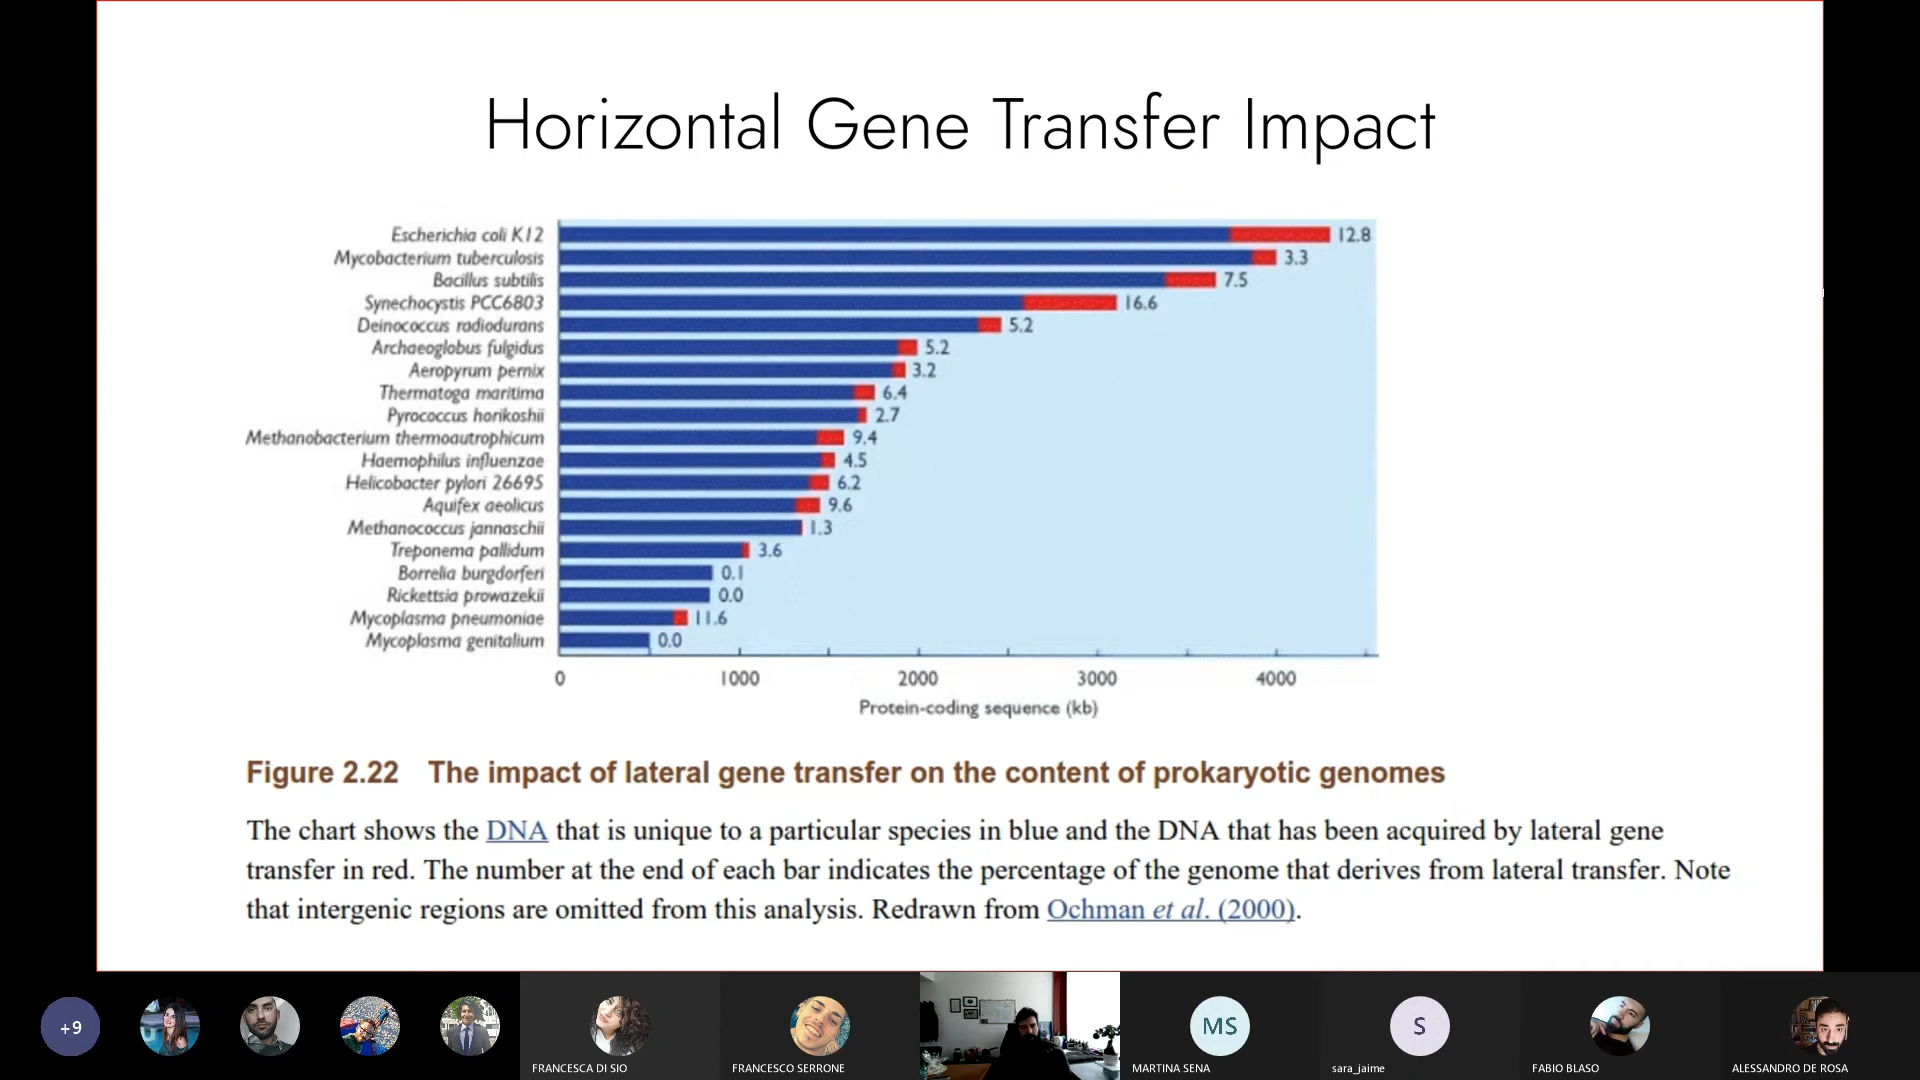 Horizontal Gene Transfer Impact
Escherichia coli K12 12.8
Mycobacterium tuberculosis 3.3
Bacillus subtilis 7.5
Synechocystis PCC6803 16.6
Deinococcus radiodurans 5.2
Archaeoglobus fulgidus 5.2
Aeropyrum pernix 3.2
Thermatoga maritima 6.4
Pyrococcus horikoshii 2.7
Methanobacterium thermoautrophicum 9.4
Haemophilus influenzae 4.5
Helicobacter pylori 26695 6.2
Aquifex aeolicus 9.6
Methanococcus jannaschii 1.3
Treponema pallidum 3.6
Borrelia burgdorferi 0.1
Rickettsia prowazekii 0.0
Mycoplasma pneumoniae 11.6
Mycoplasma genitalium 0.0
0 1000 2000 3000 4000
Protein-coding sequence (kb)
Figure 2.22 The impact of lateral gene transfer on the content of prokaryotic genomes
The chart shows the DNA that is unique to a particular species in blue and the DNA that has been acquired by lateral gene
transfer in red. The number at the end of each bar indicates the percentage of the genome that derives from lateral transfer. Note
that intergenic regions are omitted from this analysis. Redrawn from Ochman et al. (2000).
+9
MS
S
FRANCESCA DI SIO
FRANCESCO SERRONE
MARTINA SENA
sara_jaime
FABIO BLASO
ALESSANDRO DE ROSA